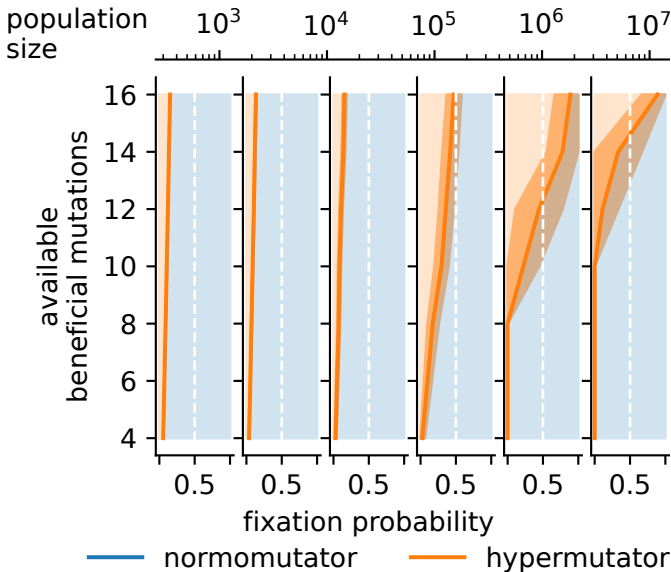 population size
10³ 10⁴ 10⁵ 10⁶ 10⁷
available beneficial mutations
16
14
12
10
8
6
4
0.5 0.5 0.5 0.5 0.5 0.5
fixation probability
normomutator hypermutator